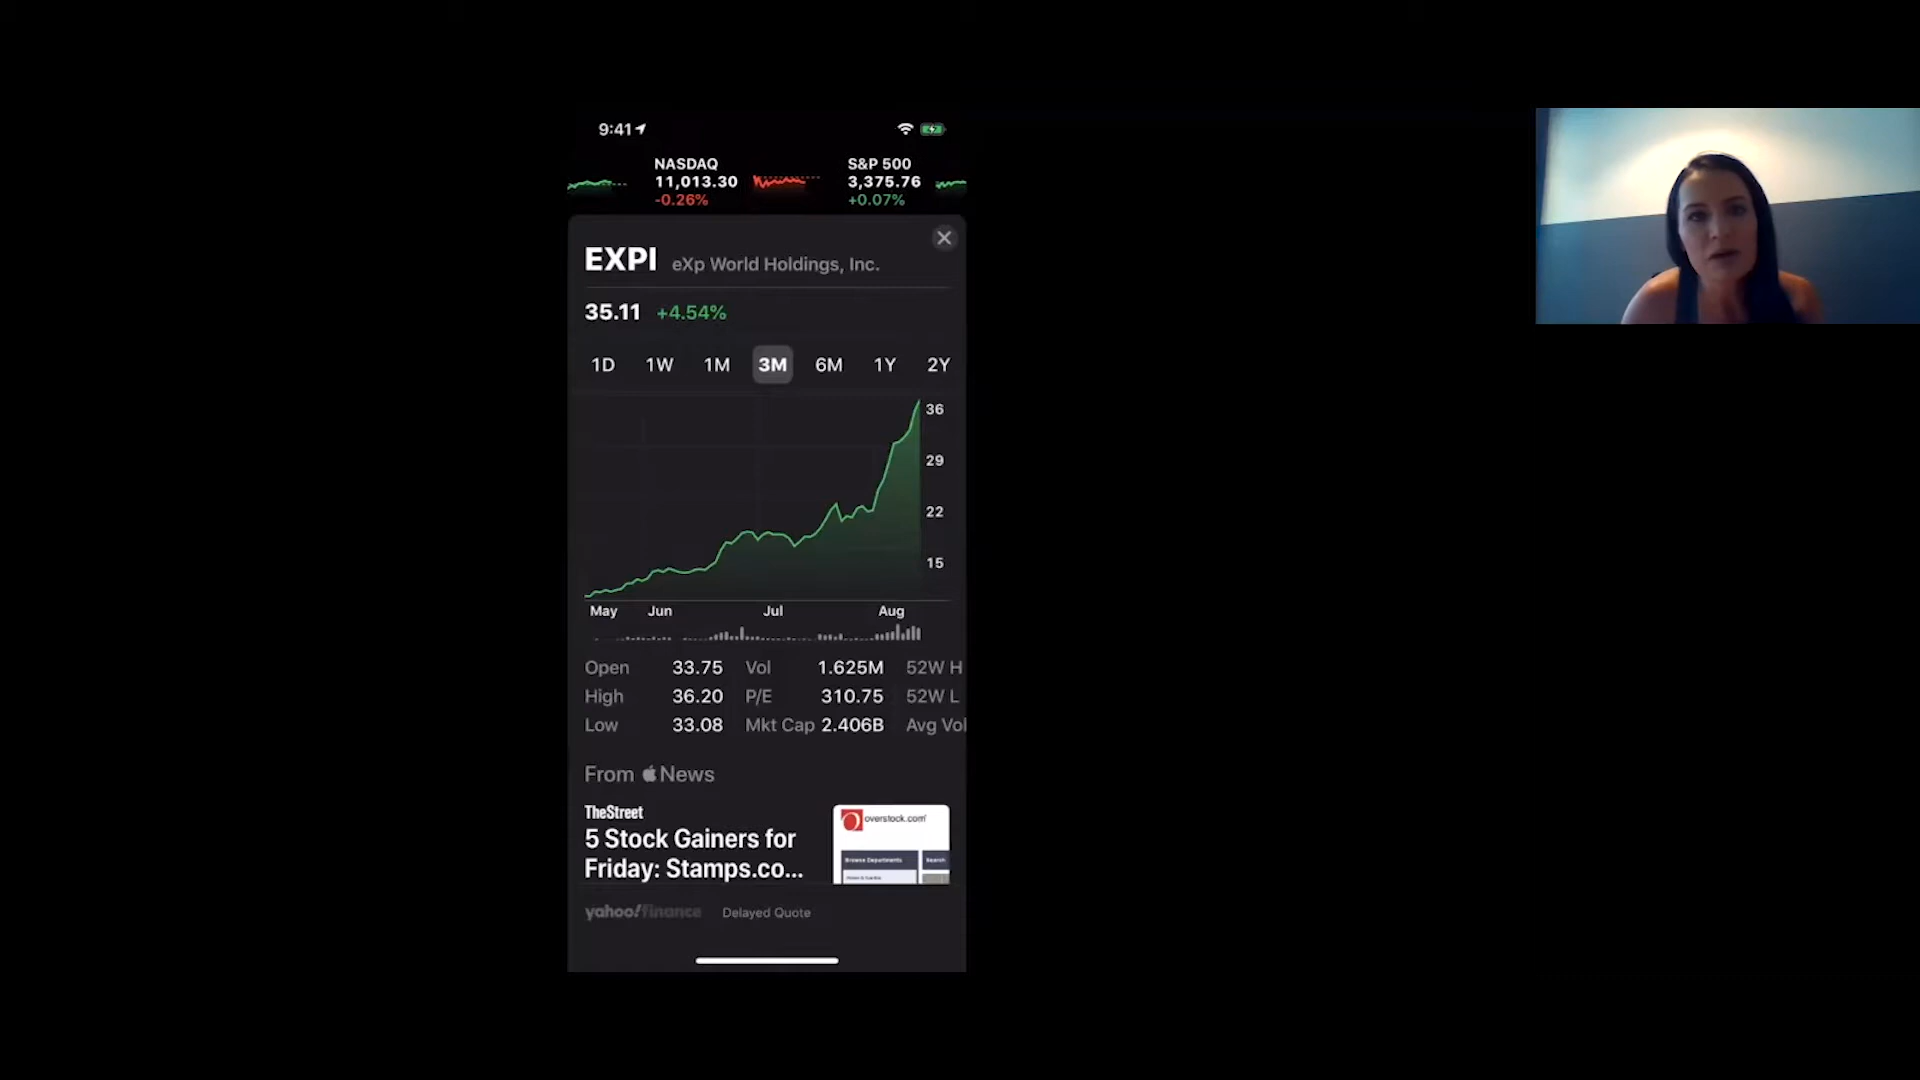 9:41
NASDAQ
11,013.30
-0.26%
S&P 500
3,375.76
+0.07%
EXPI eXp World Holdings, Inc.
35.11 +4.54%
1D 1W 1M 3M 6M 1Y 2Y
36
29
22
15
May Jun Jul Aug
Open 33.75 Vol 1.625M 52W H
High 36.20 P/E 310.75 52W L
Low 33.08 Mkt Cap 2.406B Avg Vol
From News
TheStreet
5 Stock Gainers for
Friday: Stamps.co...
overstock.com
Browse Departments Search
yahoo!finance Delayed Quote